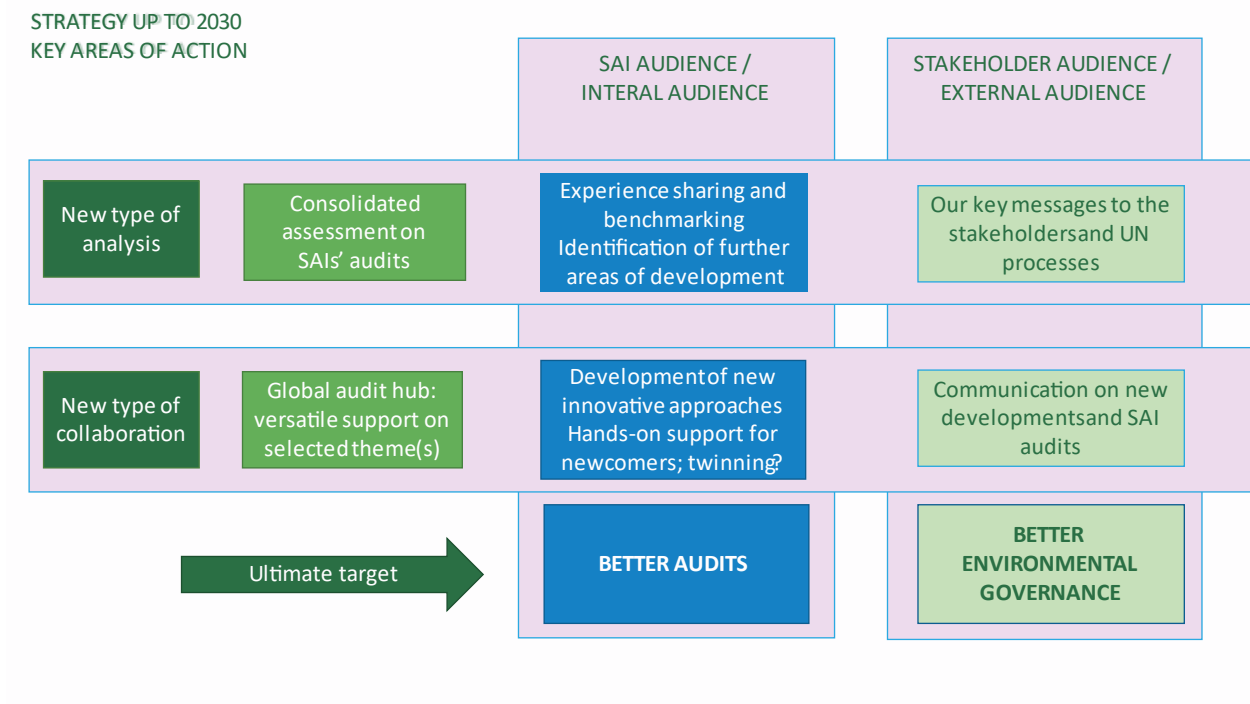 STRATEGY UP TO 2030
KEY AREAS OF ACTION
SAI AUDIENCE /
INTERAL AUDIENCE
STAKEHOLDER AUDIENCE /
EXTERNAL AUDIENCE
New type of
analysis
Consolidated
assessment on
SAIs’ audits
Experience sharing and
benchmarking
Identification of further
areas of development
Our key messages to the
stakeholders and UN
processes
New type of
collaboration
Global audit hub:
versatile support on
selected theme(s)
Development of new
innovative approaches
Hands-on support for
newcomers; twinning?
Communication on new
developments and SAI
audits
Ultimate target
BETTER AUDITS
BETTER
ENVIRONMENTAL
GOVERNANCE